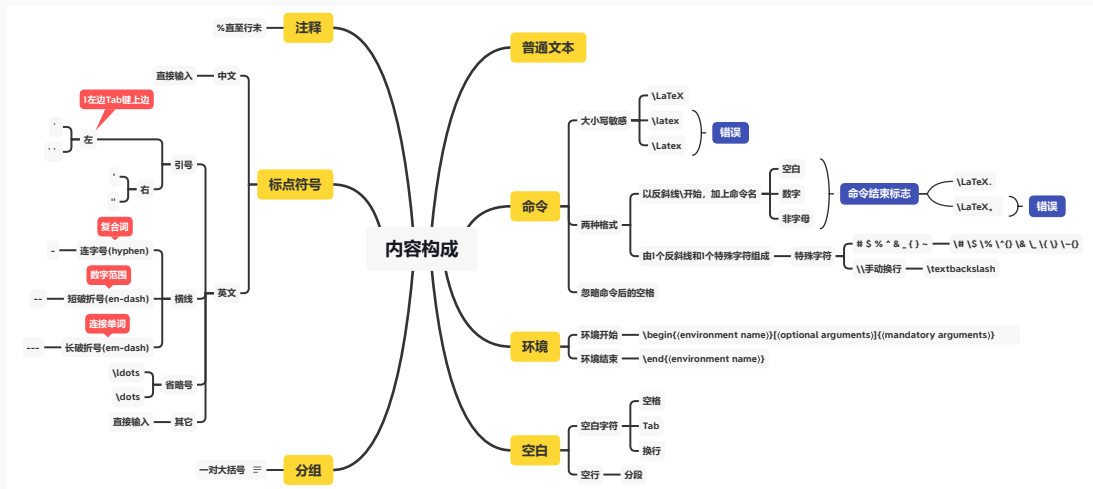 内容构成
注释
%直至行未
标点符号
中文
直接输入
英文
引号
左
1左边Tab键上边
`
``
右
'
''
横线
复合词
连字号(hyphen)
-
数字范围
短破折号(en-dash)
--
连接单词
长破折号(em-dash)
---
省略号
\ldots
\dots
其它
直接输入
分组
一对大括号
普通文本
命令
大小写敏感
\LaTeX
\latex
\Latex
错误
两种格式
以反斜线\开始，加上命令名
空白
数字
非字母
命令结束标志
\LaTeX.
\LaTeX。
错误
由1个反斜线和1个特殊字符组成
特殊字符
# $ % ^ & _ { } ~
\# \$ \% \^{} \& \_ \{ \} \~{}
\\手动换行
\textbackslash
忽略命令后的空格
环境
环境开始
\begin{⟨environment name⟩}[⟨optional arguments⟩]{⟨mandatory arguments⟩}
环境结束
\end{⟨environment name⟩}
空白
空白字符
空格
Tab
换行
空行
分段